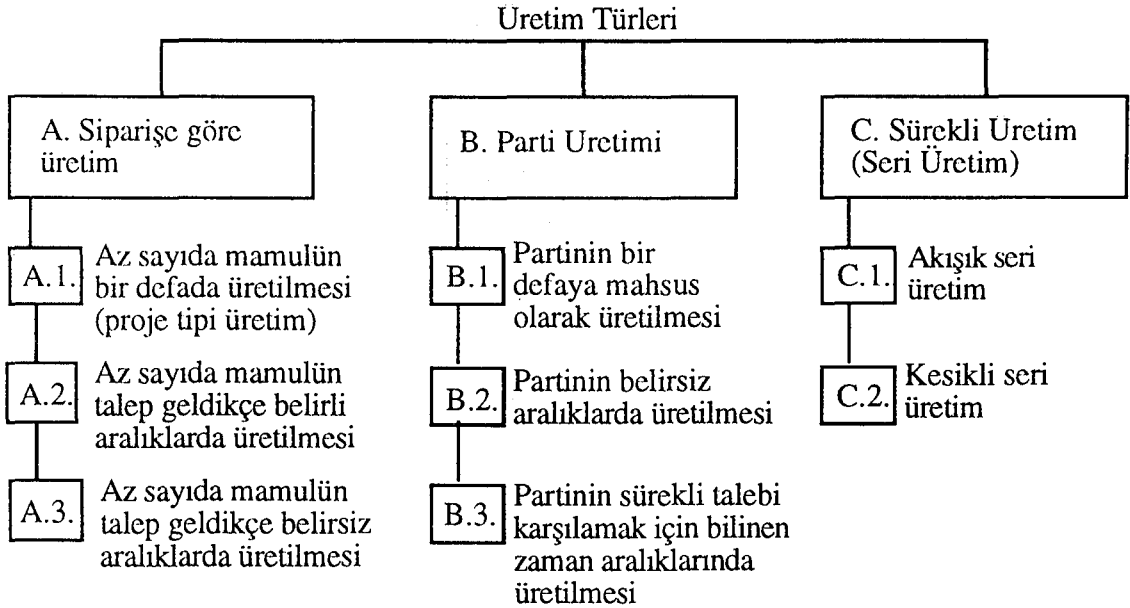 Üretim Türleri
A. Siparişe göre
üretim
A.1.
Az sayıda mamulün
bir defada üretilmesi
(proje tipi üretim)
A.2.
Az sayıda mamulün
talep geldikçe belirli
aralıklarda üretilmesi
A.3.
Az sayıda mamulün
talep geldikçe belirsiz
aralıklarda üretilmesi
B. Parti Üretimi
B.1.
Partinin bir
defaya mahsus
olarak üretilmesi
B.2.
Partinin belirsiz
aralıklarda üretilmesi
B.3.
Partinin sürekli talebi
karşılamak için bilinen
zaman aralıklarında
üretilmesi
C. Sürekli Üretim
(Seri Üretim)
C.1.
Akışık seri
üretim
C.2.
Kesikli seri
üretim